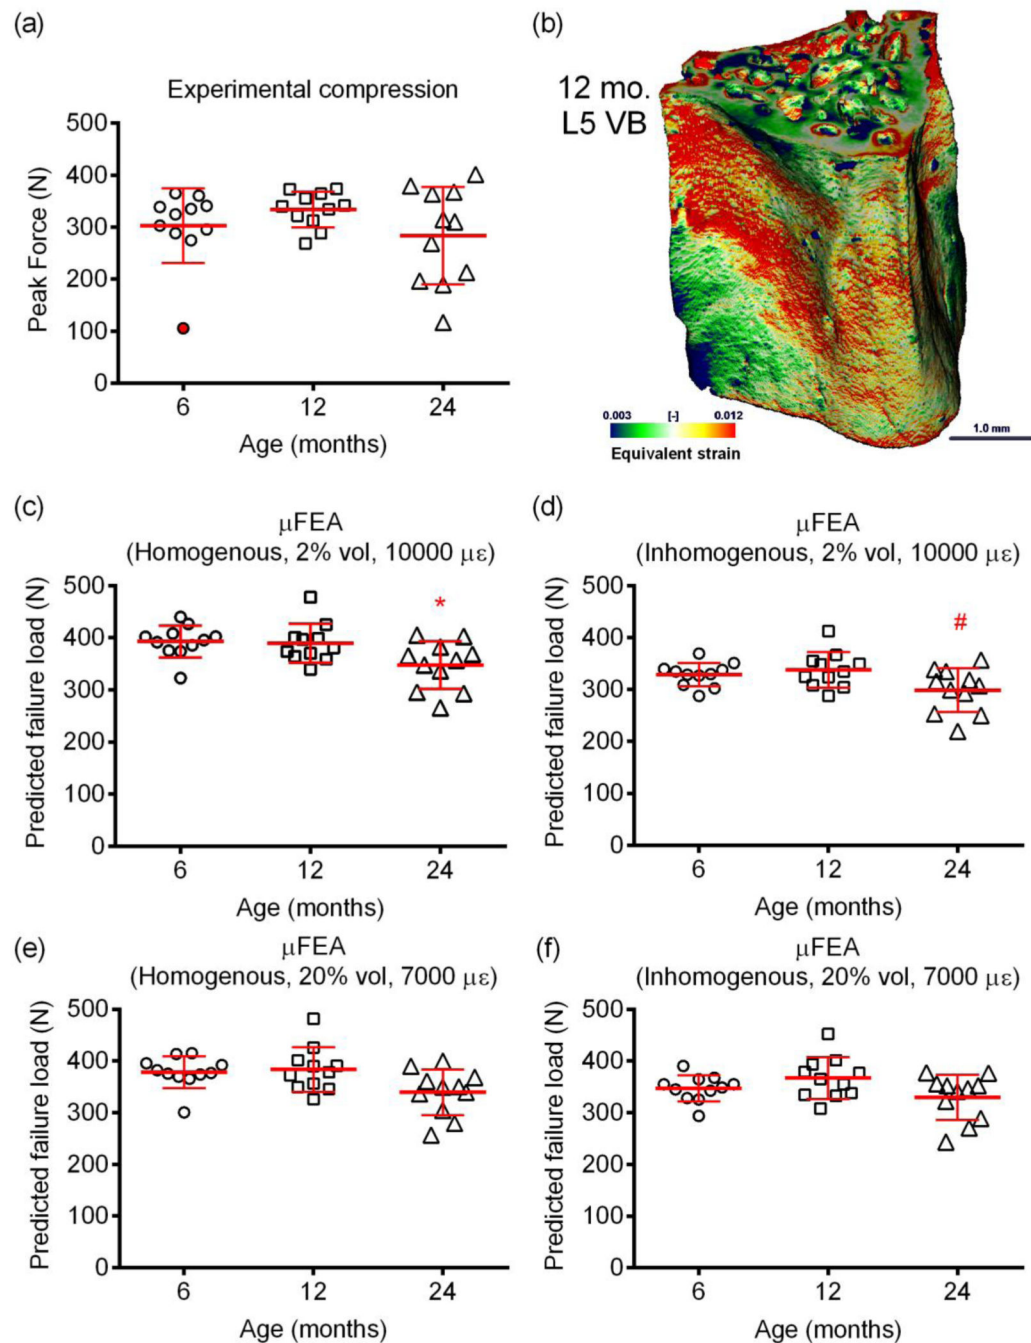 (a)
Experimental compression
Peak Force (N)
500
400
300
200
100
0
6
12
24
Age (months)
(b)
12 mo.
L5 VB
0.003 [-] 0.012
Equivalent strain
1.0 mm
(c)
µFEA
(Homogenous, 2% vol, 10000 µε)
Predicted failure load (N)
500
400
300
200
100
0
*
6
12
24
Age (months)
(d)
µFEA
(Inhomogenous, 2% vol, 10000 µε)
Predicted failure load (N)
500
400
300
200
100
0
#
6
12
24
Age (months)
(e)
µFEA
(Homogenous, 20% vol, 7000 µε)
Predicted failure load (N)
500
400
300
200
100
0
6
12
24
Age (months)
(f)
µFEA
(Inhomogenous, 20% vol, 7000 µε)
Predicted failure load (N)
500
400
300
200
100
0
6
12
24
Age (months)